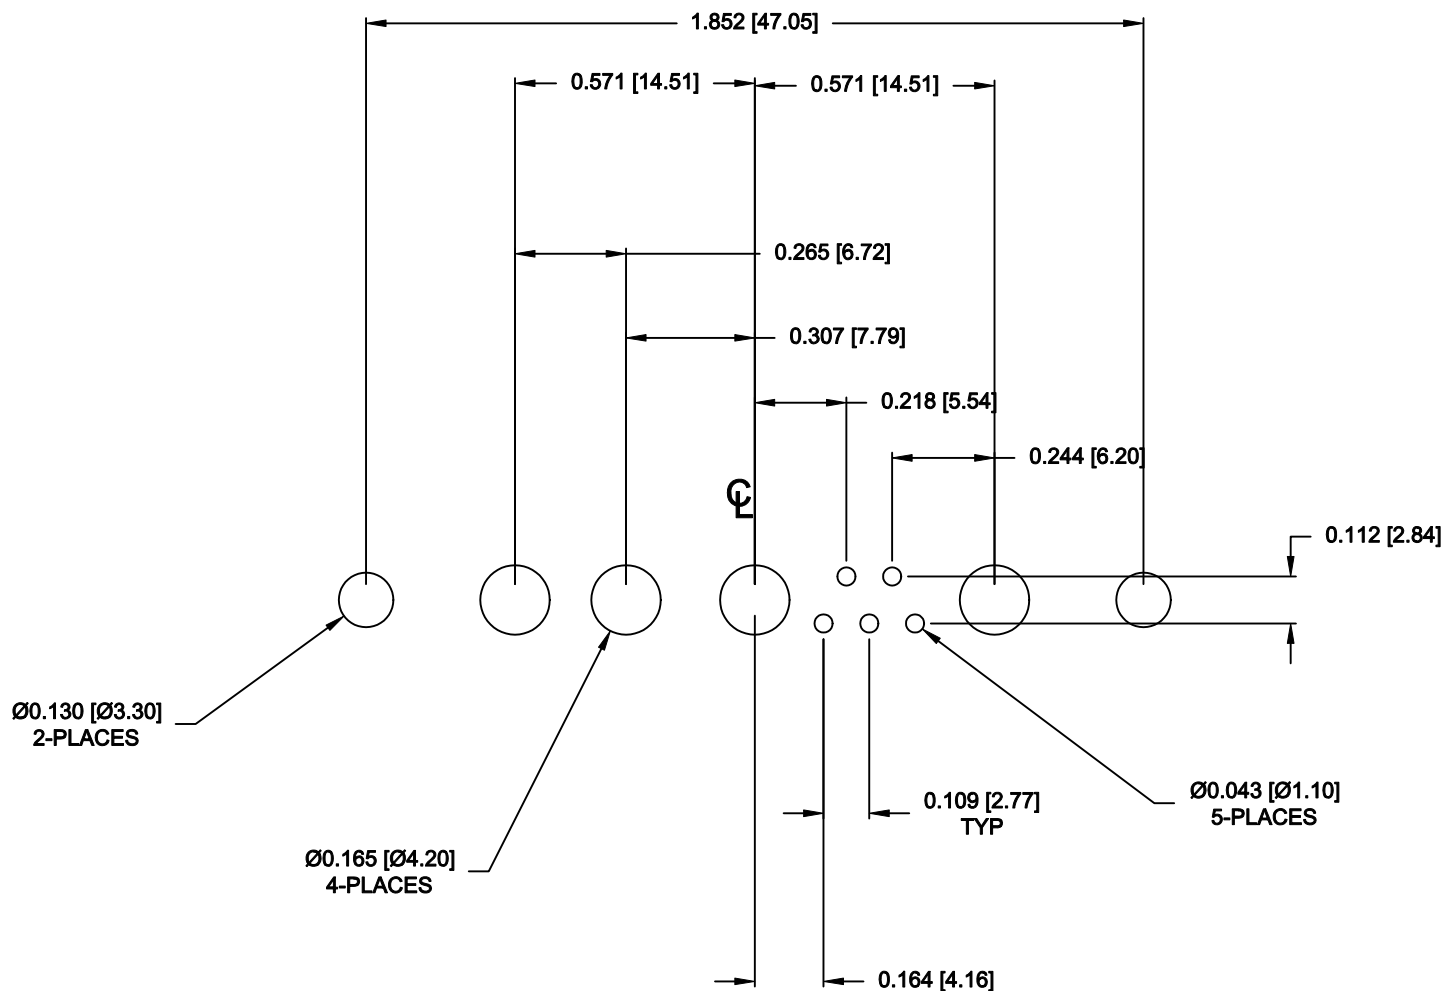 1.852 [47.05]
0.571 [14.51]
0.571 [14.51]
0.265 [6.72]
0.307 [7.79]
0.218 [5.54]
0.244 [6.20]
℄
0.112 [2.84]
Ø0.130 [Ø3.30]
2-PLACES
0.109 [2.77]
TYP
Ø0.043 [Ø1.10]
5-PLACES
Ø0.165 [Ø4.20]
4-PLACES
0.164 [4.16]